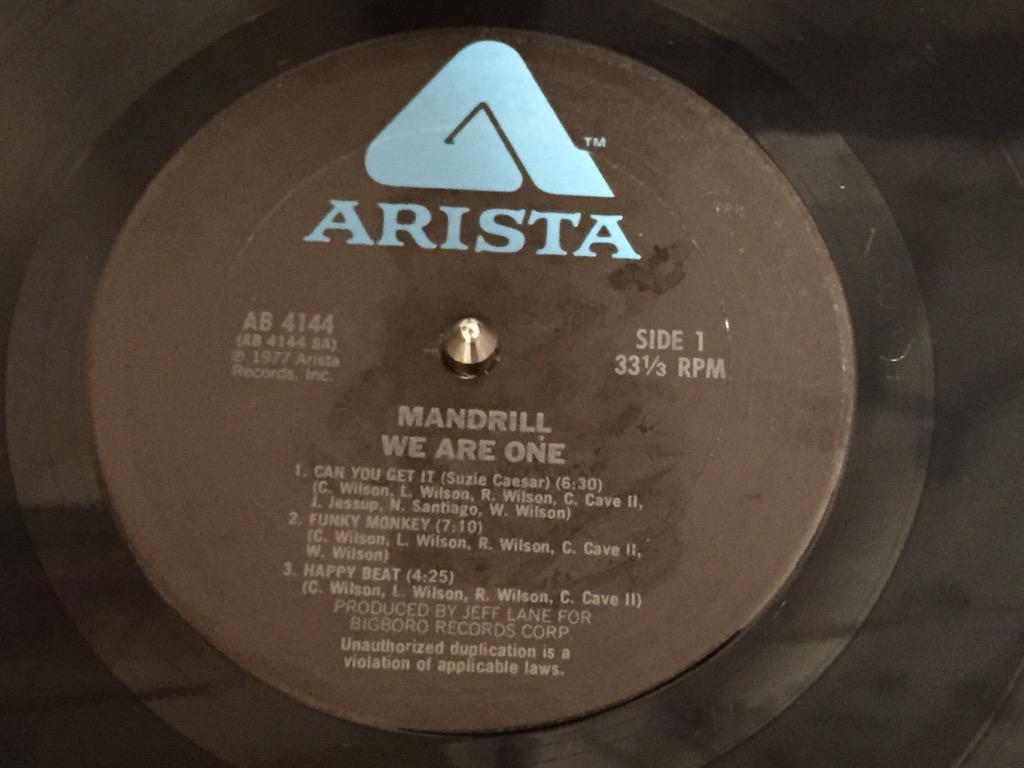 ™
ARISTA
AB 4144
(AB 4144 SA)
℗ 1977 Arista
Records, Inc.
SIDE 1
33⅓ RPM
MANDRILL
WE ARE ONE
1. CAN YOU GET IT (Suzie Caesar) (6:30)
(C. Wilson, L. Wilson, R. Wilson, C. Cave II,
J. Jessup, N. Santiago, W. Wilson)
2. FUNKY MONKEY (7:10)
(C. Wilson, L. Wilson, R. Wilson, C. Cave II,
W. Wilson)
3. HAPPY BEAT (4:25)
(C. Wilson, L. Wilson, R. Wilson, C. Cave II)
PRODUCED BY JEFF LANE FOR
BIGBORO RECORDS CORP.
Unauthorized duplication is a
violation of applicable laws.